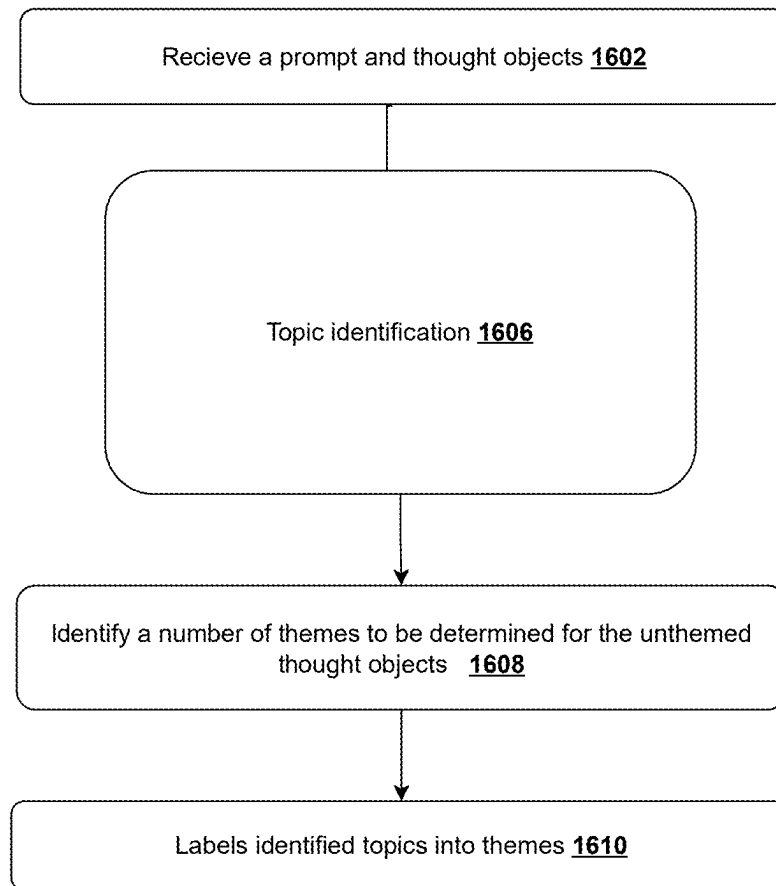 Recieve a prompt and thought objects 1602
Topic identification 1606
Identify a number of themes to be determined for the unthemed
thought objects 1608
Labels identified topics into themes 1610